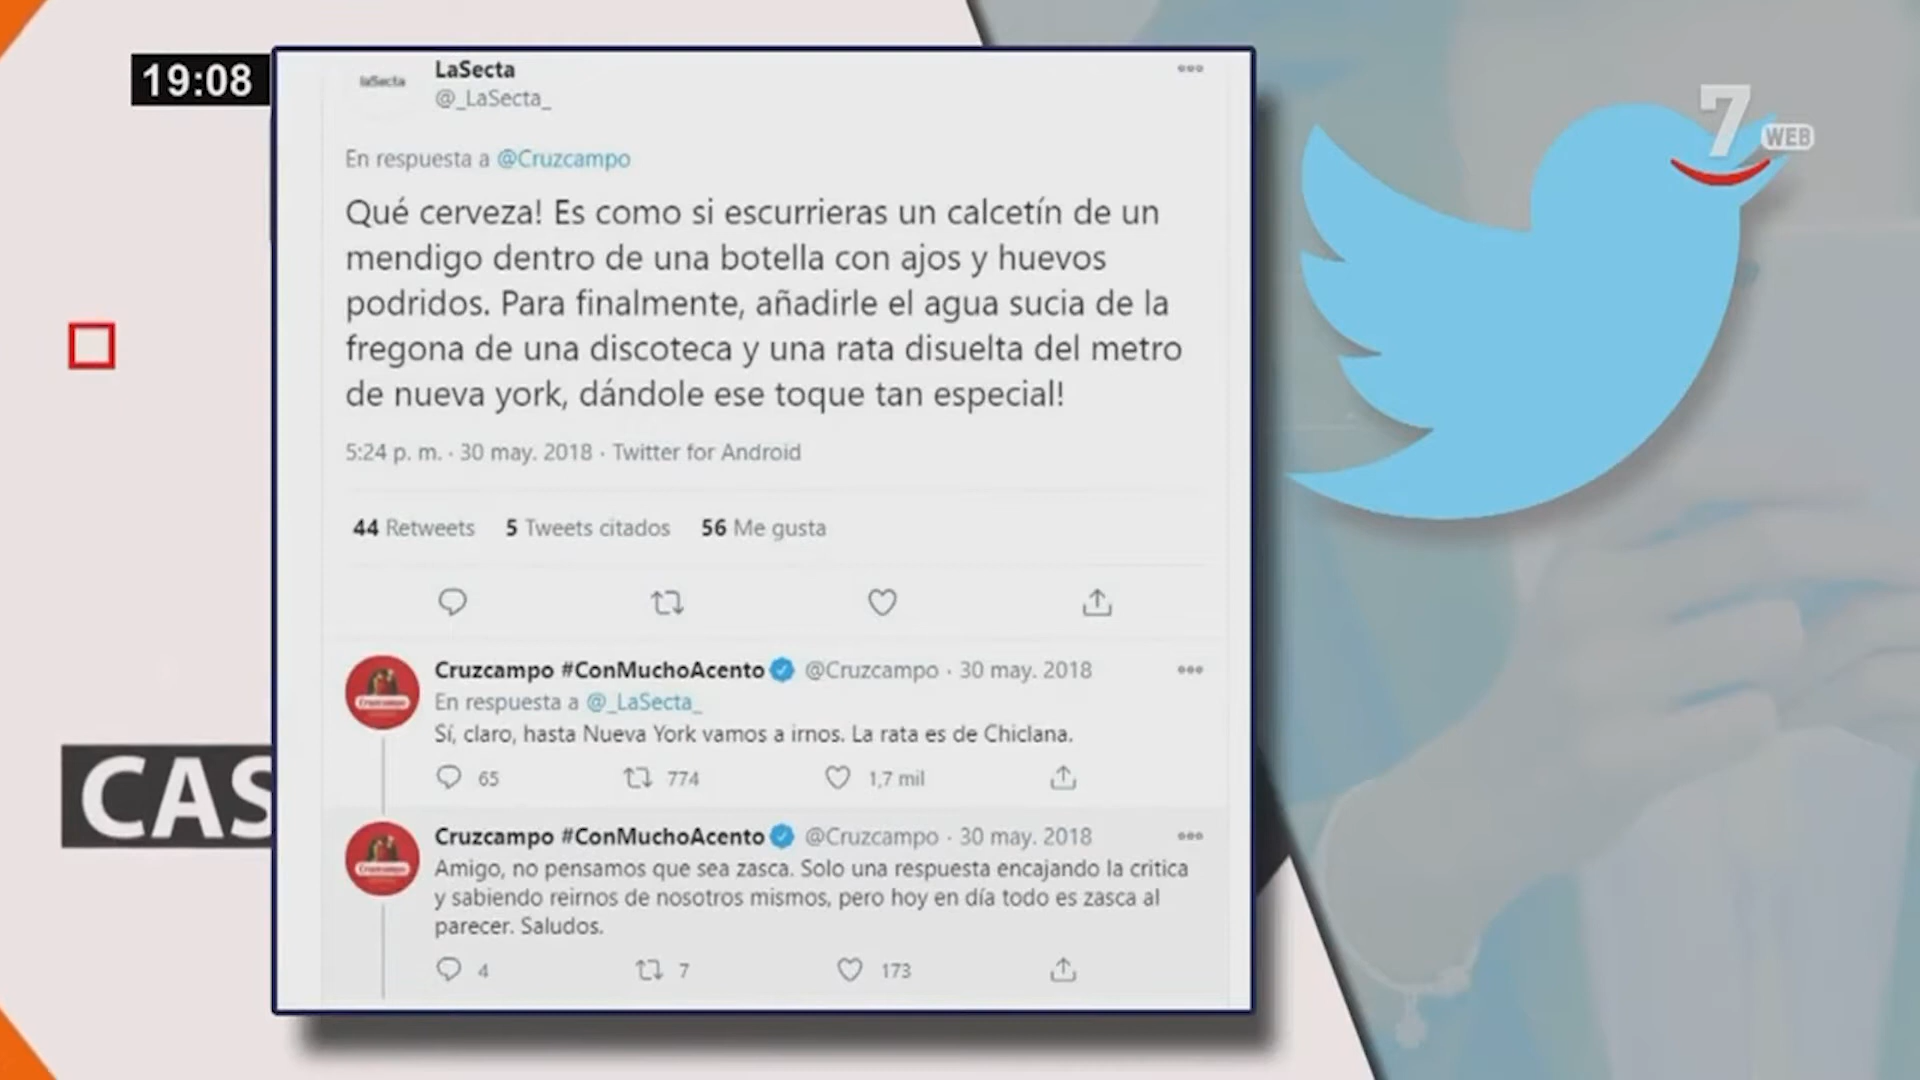 19:08
laSecta
LaSecta
@_LaSecta_
En respuesta a @Cruzcampo
Qué cerveza! Es como si escurrieras un calcetín de un
mendigo dentro de una botella con ajos y huevos
podridos. Para finalmente, añadirle el agua sucia de la
fregona de una discoteca y una rata disuelta del metro
de nueva york, dándole ese toque tan especial!
5:24 p. m. · 30 may. 2018 · Twitter for Android
44 Retweets 5 Tweets citados 56 Me gusta
Cruzcampo #ConMuchoAcento @Cruzcampo · 30 may. 2018
En respuesta a @_LaSecta_
Sí, claro, hasta Nueva York vamos a irnos. La rata es de Chiclana.
65 774 1,7 mil
Cruzcampo
Cruzcampo #ConMuchoAcento @Cruzcampo · 30 may. 2018
Amigo, no pensamos que sea zasca. Solo una respuesta encajando la critica
y sabiendo reirnos de nosotros mismos, pero hoy en día todo es zasca al
parecer. Saludos.
4 7 173
Cruzcampo
CAS
7 WEB